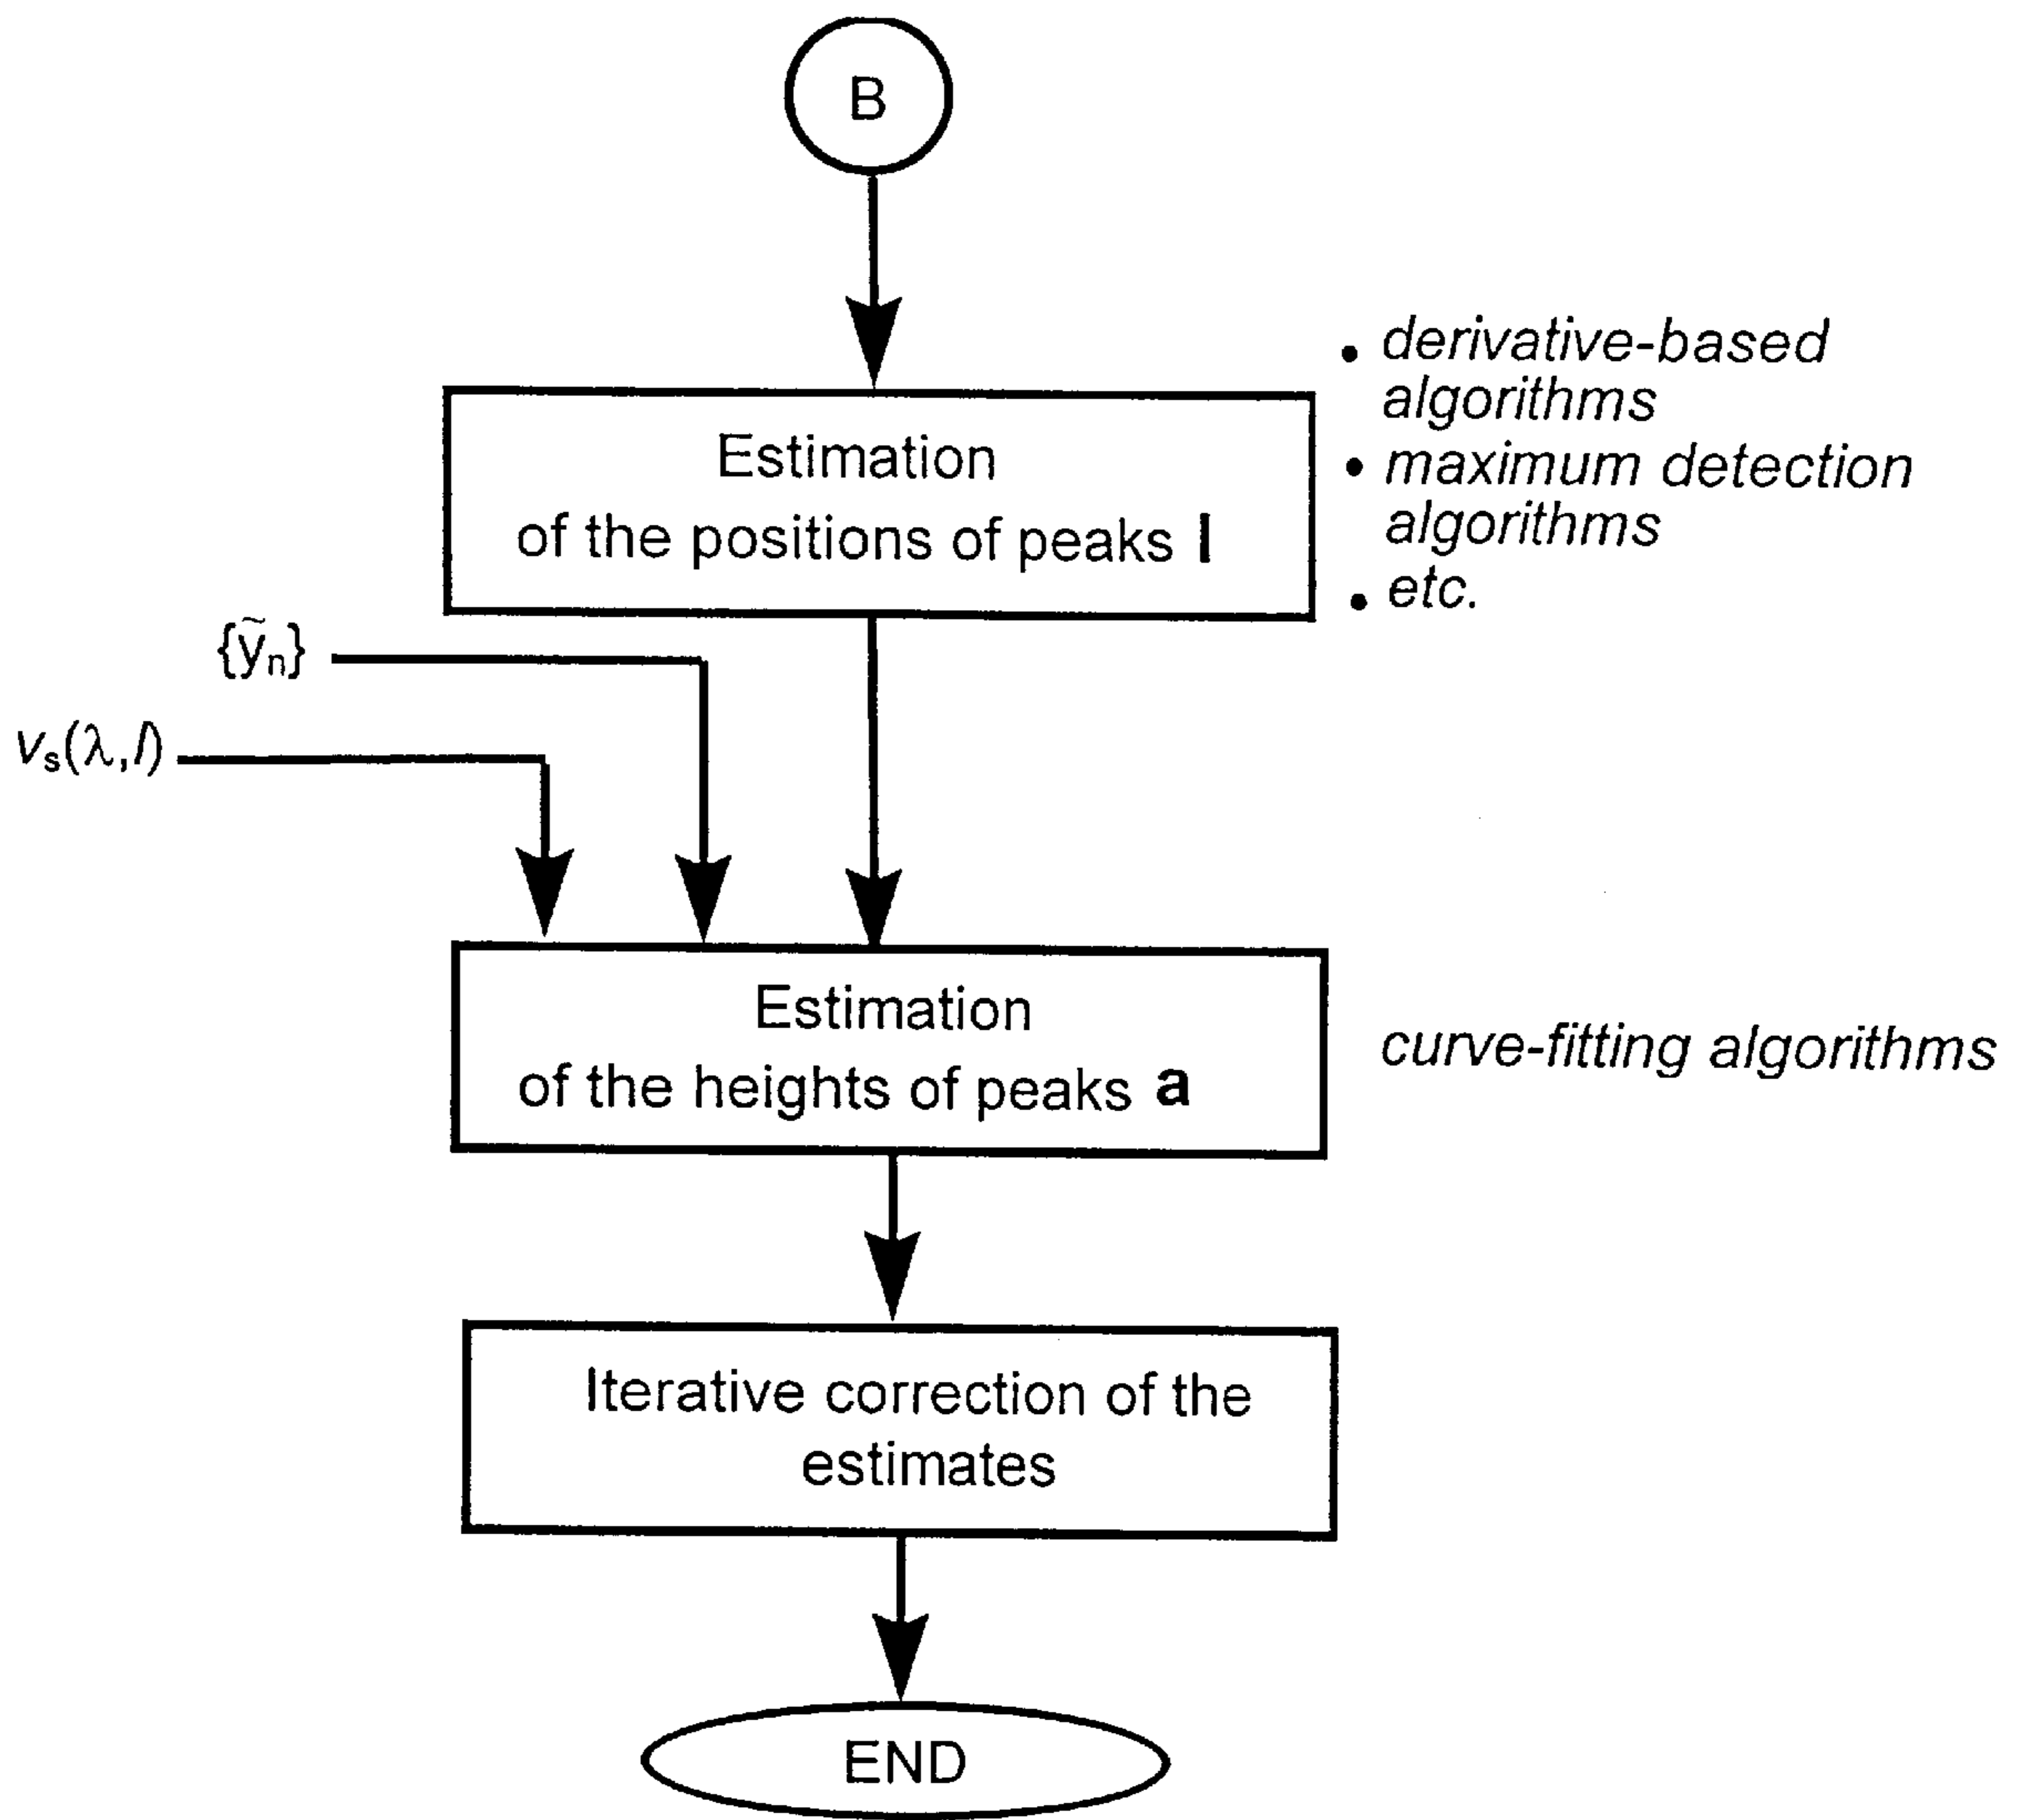 B
Estimation
of the positions of peaks l
• derivative-based
algorithms
• maximum detection
algorithms
• etc.
{ỹn}
vs(λ,l)
Estimation
of the heights of peaks a
curve-fitting algorithms
Iterative correction of the
estimates
END